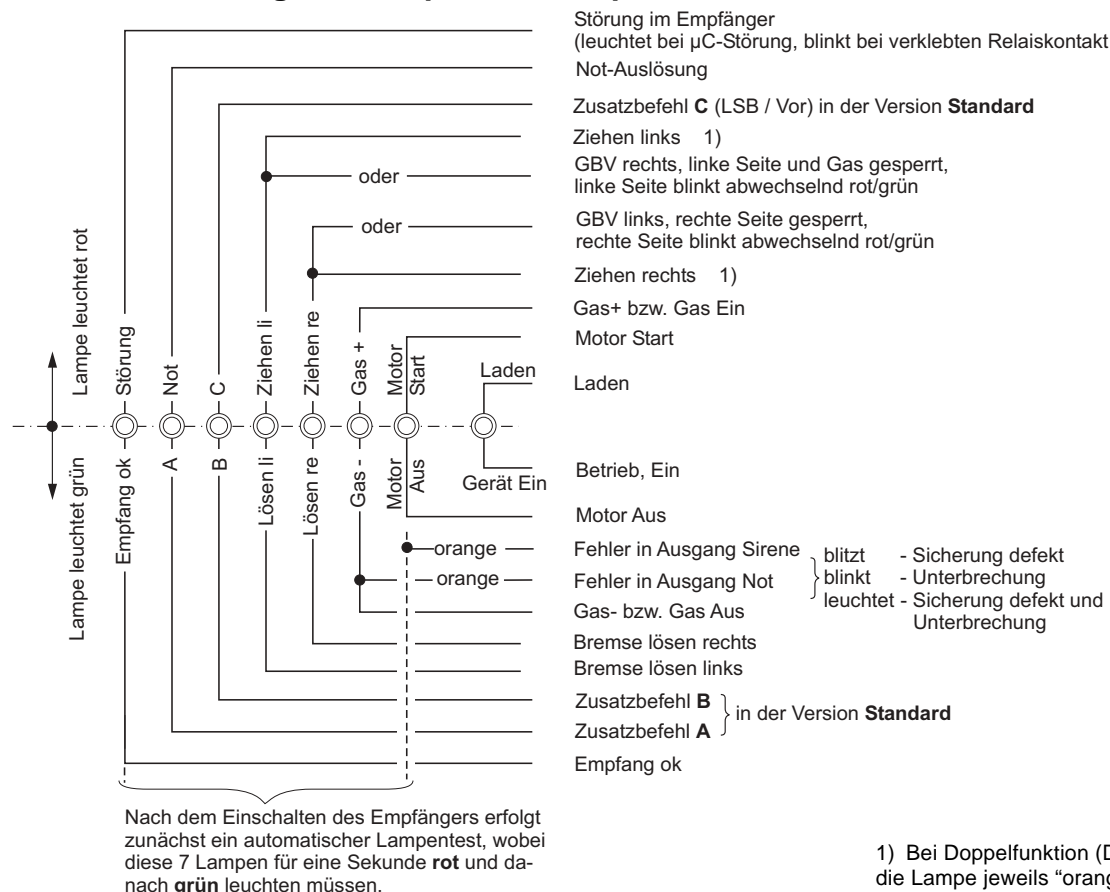 Störung im Empfänger
(leuchtet bei µC-Störung, blinkt bei verklebten Relaiskontakt
Not-Auslösung
Zusatzbefehl C (LSB / Vor) in der Version Standard
Ziehen links 1)
oder
GBV rechts, linke Seite und Gas gesperrt,
linke Seite blinkt abwechselnd rot/grün
oder
GBV links, rechte Seite gesperrt,
rechte Seite blinkt abwechselnd rot/grün
Ziehen rechts 1)
Gas+ bzw. Gas Ein
Motor Start
Laden
Laden
Lampe leuchtet rot
Störung
Not
C
Ziehen li
Ziehen re
Gas +
Motor
Start
Lampe leuchtet grün
Empfang ok
A
B
Lösen li
Lösen re
Gas -
Motor
Aus
Gerät Ein
Betrieb, Ein
Motor Aus
orange
Fehler in Ausgang Sirene
orange
Fehler in Ausgang Not
blitzt - Sicherung defekt
blinkt - Unterbrechung
leuchtet - Sicherung defekt und
Unterbrechung
Gas- bzw. Gas Aus
Bremse lösen rechts
Bremse lösen links
Zusatzbefehl B
Zusatzbefehl A
in der Version Standard
Empfang ok
Nach dem Einschalten des Empfängers erfolgt
zunächst ein automatischer Lampentest, wobei
diese 7 Lampen für eine Sekunde rot und da-
nach grün leuchten müssen.
1) Bei Doppelfunktion (D
die Lampe jeweils “orang